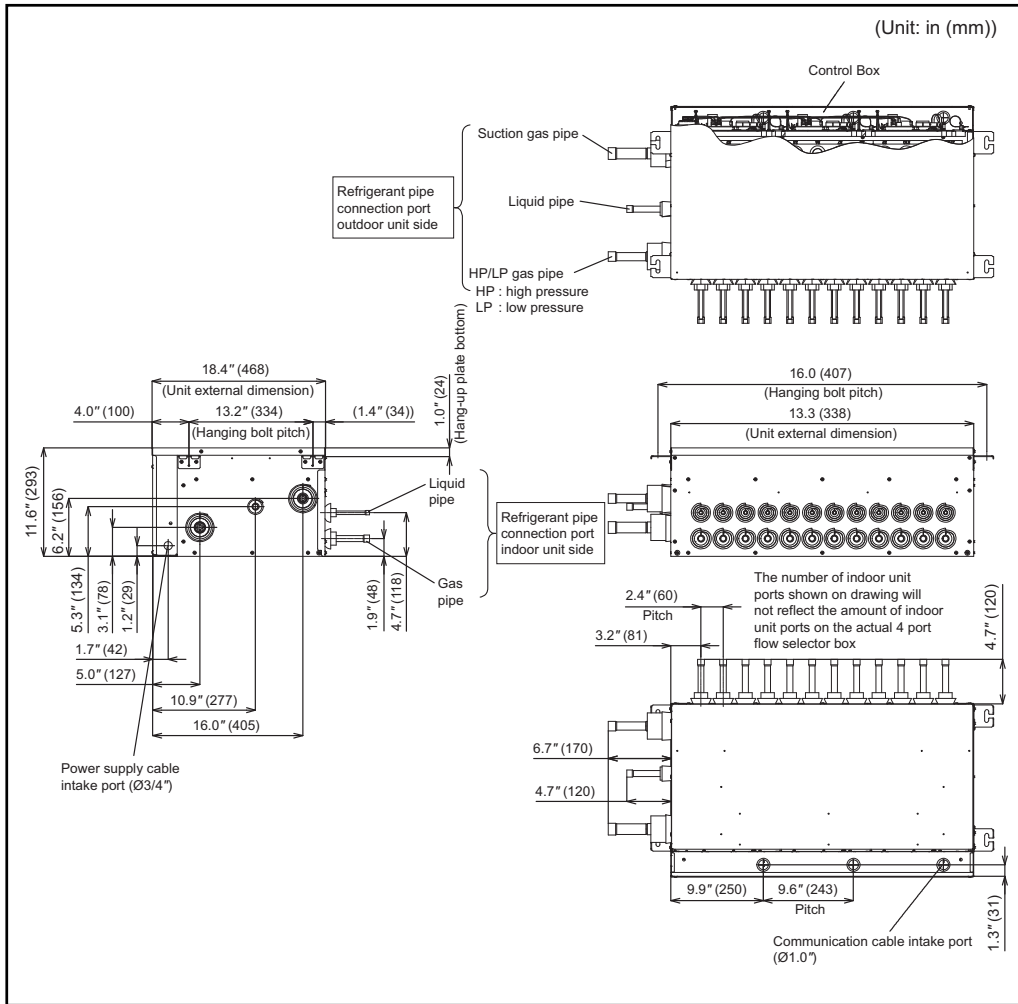 (Unit: in (mm))
Control Box
Suction gas pipe
Refrigerant pipe
connection port
outdoor unit side
Liquid pipe
HP/LP gas pipe
HP : high pressure
LP : low pressure
18.4″ (468)
(Unit external dimension)
4.0″ (100)
13.2″ (334)
(1.4″ (34))
(Hanging bolt pitch)
1.0″ (24)
(Hang-up plate bottom)
11.6″ (293)
6.2″ (156)
5.3″ (134)
3.1″ (78)
1.2″ (29)
Liquid
pipe
Gas
pipe
1.9″ (48)
4.7″ (118)
1.7″ (42)
5.0″ (127)
10.9″ (277)
16.0″ (405)
Power supply cable
intake port (Ø3/4″)
Refrigerant pipe
connection port
indoor unit side
16.0 (407)
(Hanging bolt pitch)
13.3 (338)
(Unit external dimension)
The number of indoor unit
ports shown on drawing will
not reflect the amount of indoor
unit ports on the actual 4 port
flow selector box
2.4″ (60)
Pitch
3.2″ (81)
4.7″ (120)
6.7″ (170)
4.7″ (120)
9.9″ (250)
9.6″ (243)
Pitch
1.3″ (31)
Communication cable intake port
(Ø1.0″)